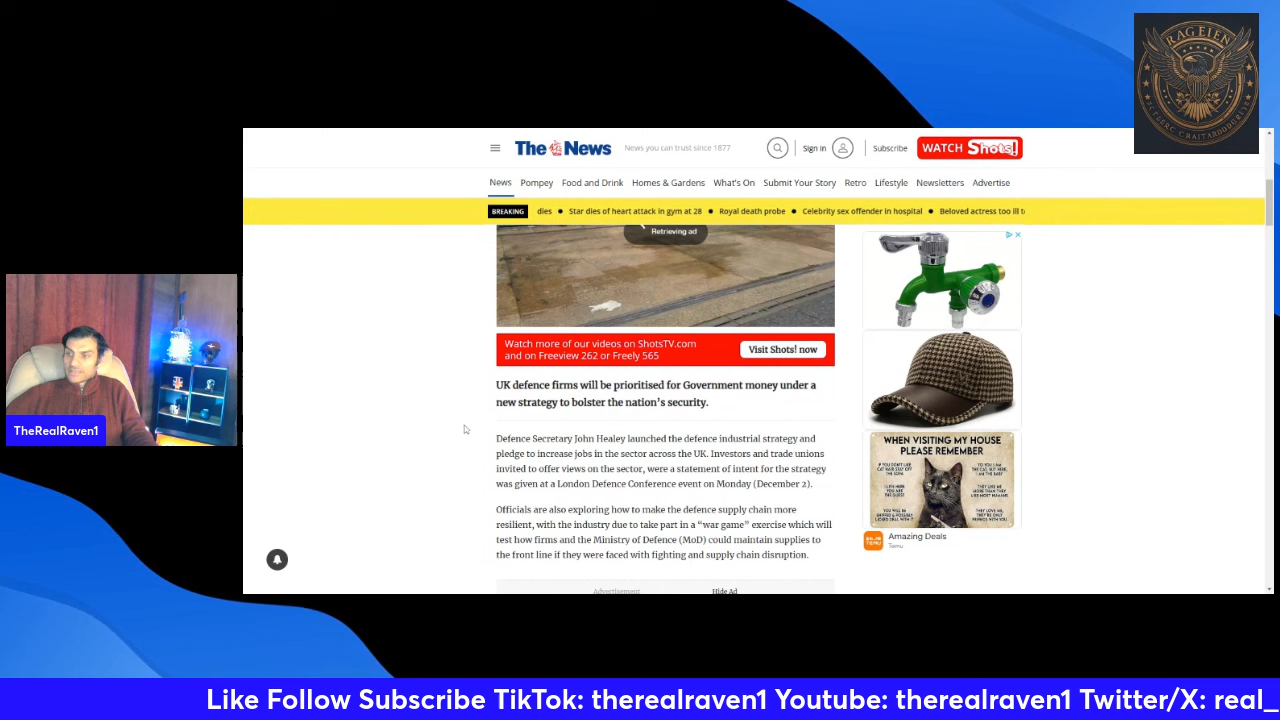 RAGEIEN
The News
News you can trust since 1877
Sign in
Subscribe
WATCH Shots!
News Pompey Food and Drink Homes & Gardens What's On Submit Your Story Retro Lifestyle Newsletters Advertise
BREAKING dies • Star dies of heart attack in gym at 28 • Royal death probe • Celebrity sex offender in hospital • Beloved actress too ill t
Retrieving ad
Watch more of our videos on ShotsTV.com
and on Freeview 262 or Freely 565
Visit Shots! now
UK defence firms will be prioritised for Government money under a
new strategy to bolster the nation's security.
Defence Secretary John Healey launched the defence industrial strategy and
pledge to increase jobs in the sector across the UK. Investors and trade unions
invited to offer views on the sector, were a statement of intent for the strategy
was given at a London Defence Conference event on Monday (December 2).
Officials are also exploring how to make the defence supply chain more
resilient, with the industry due to take part in a “war game” exercise which will
test how firms and the Ministry of Defence (MoD) could maintain supplies to
the front line if they were faced with fighting and supply chain disruption.
Advertisement
Hide Ad
WHEN VISITING MY HOUSE
PLEASE REMEMBER
Amazing Deals
Temu
TheRealRaven1
Like Follow Subscribe TikTok: therealraven1 Youtube: therealraven1 Twitter/X: real_